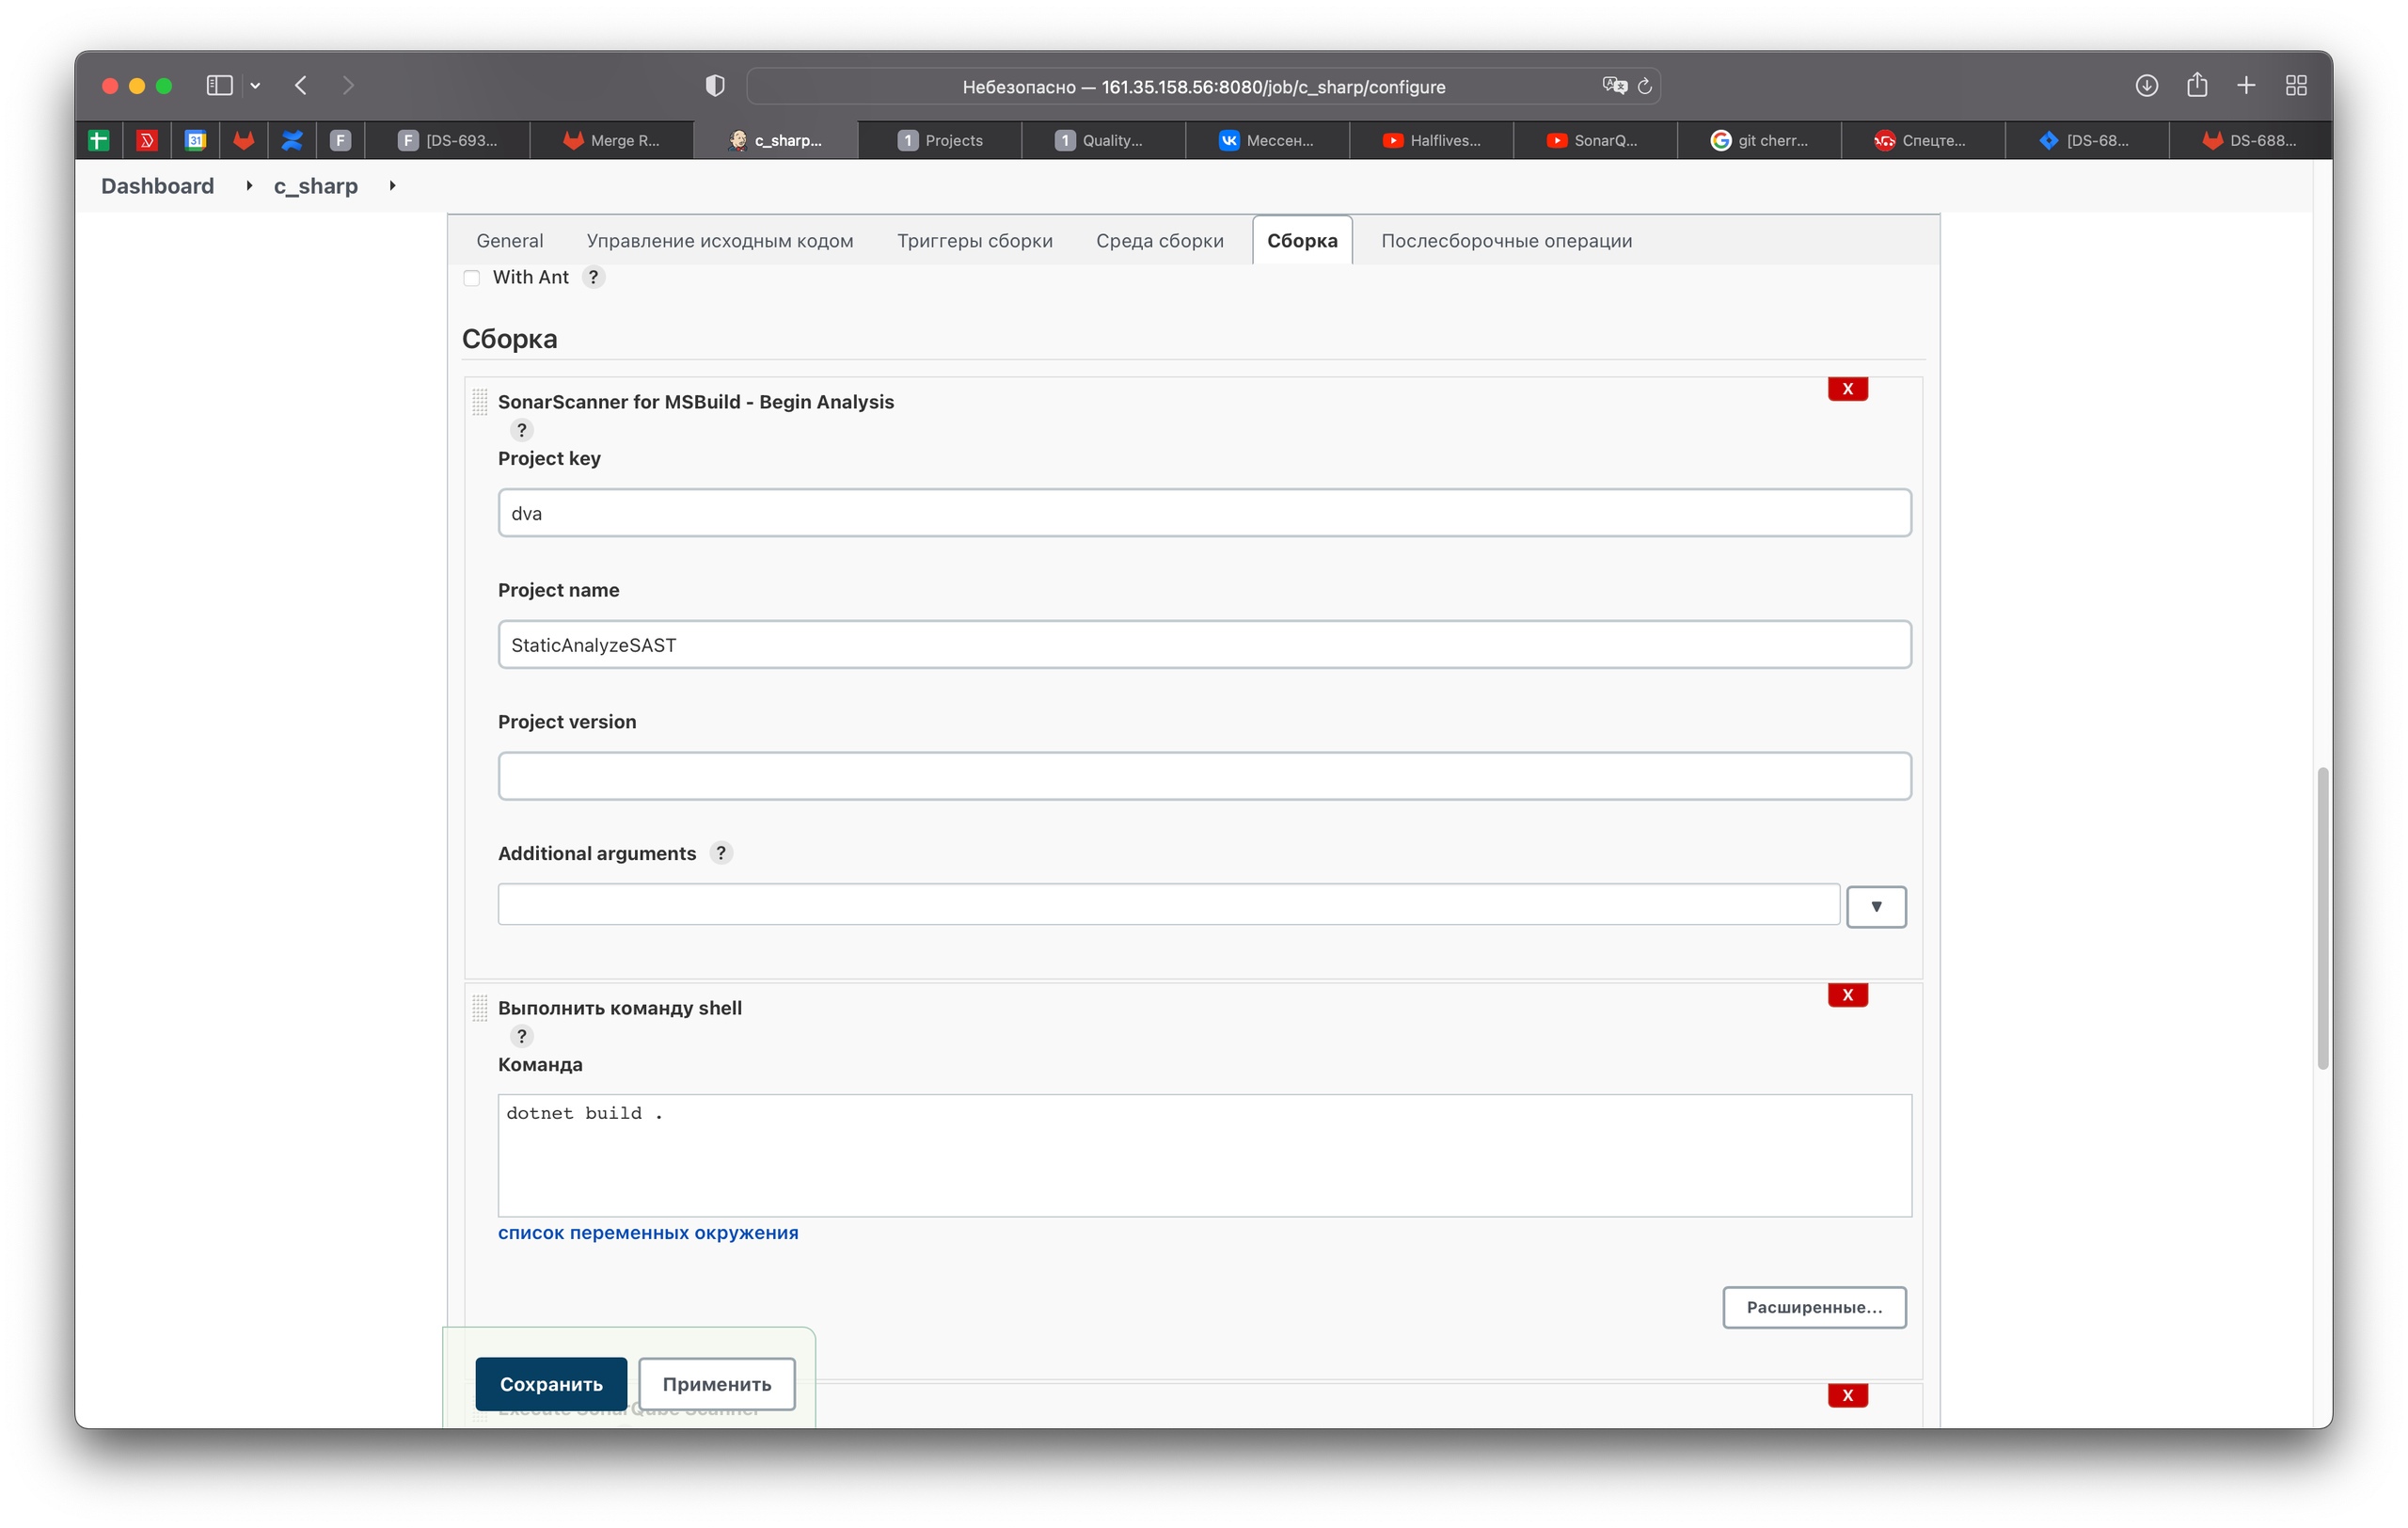 Небезопасно — 161.35.158.56:8080/job/c_sharp/configure
31 F F [DS-693... Merge R... c_sharp... 1 Projects 1 Quality... Мессен... Halflives... SonarQ... git cherr... Спецте... [DS-68... DS-688...
Dashboard c_sharp
General Управление исходным кодом Триггеры сборки Среда сборки Сборка Послесборочные операции
With Ant ?
Сборка
X
SonarScanner for MSBuild - Begin Analysis
?
Project key
dva
Project name
StaticAnalyzeSAST
Project version
Additional arguments ?
X
Выполнить команду shell
?
Команда
dotnet build .
список переменных окружения
Расширенные...
Сохранить Применить
X
Execute SonarQube Scanner